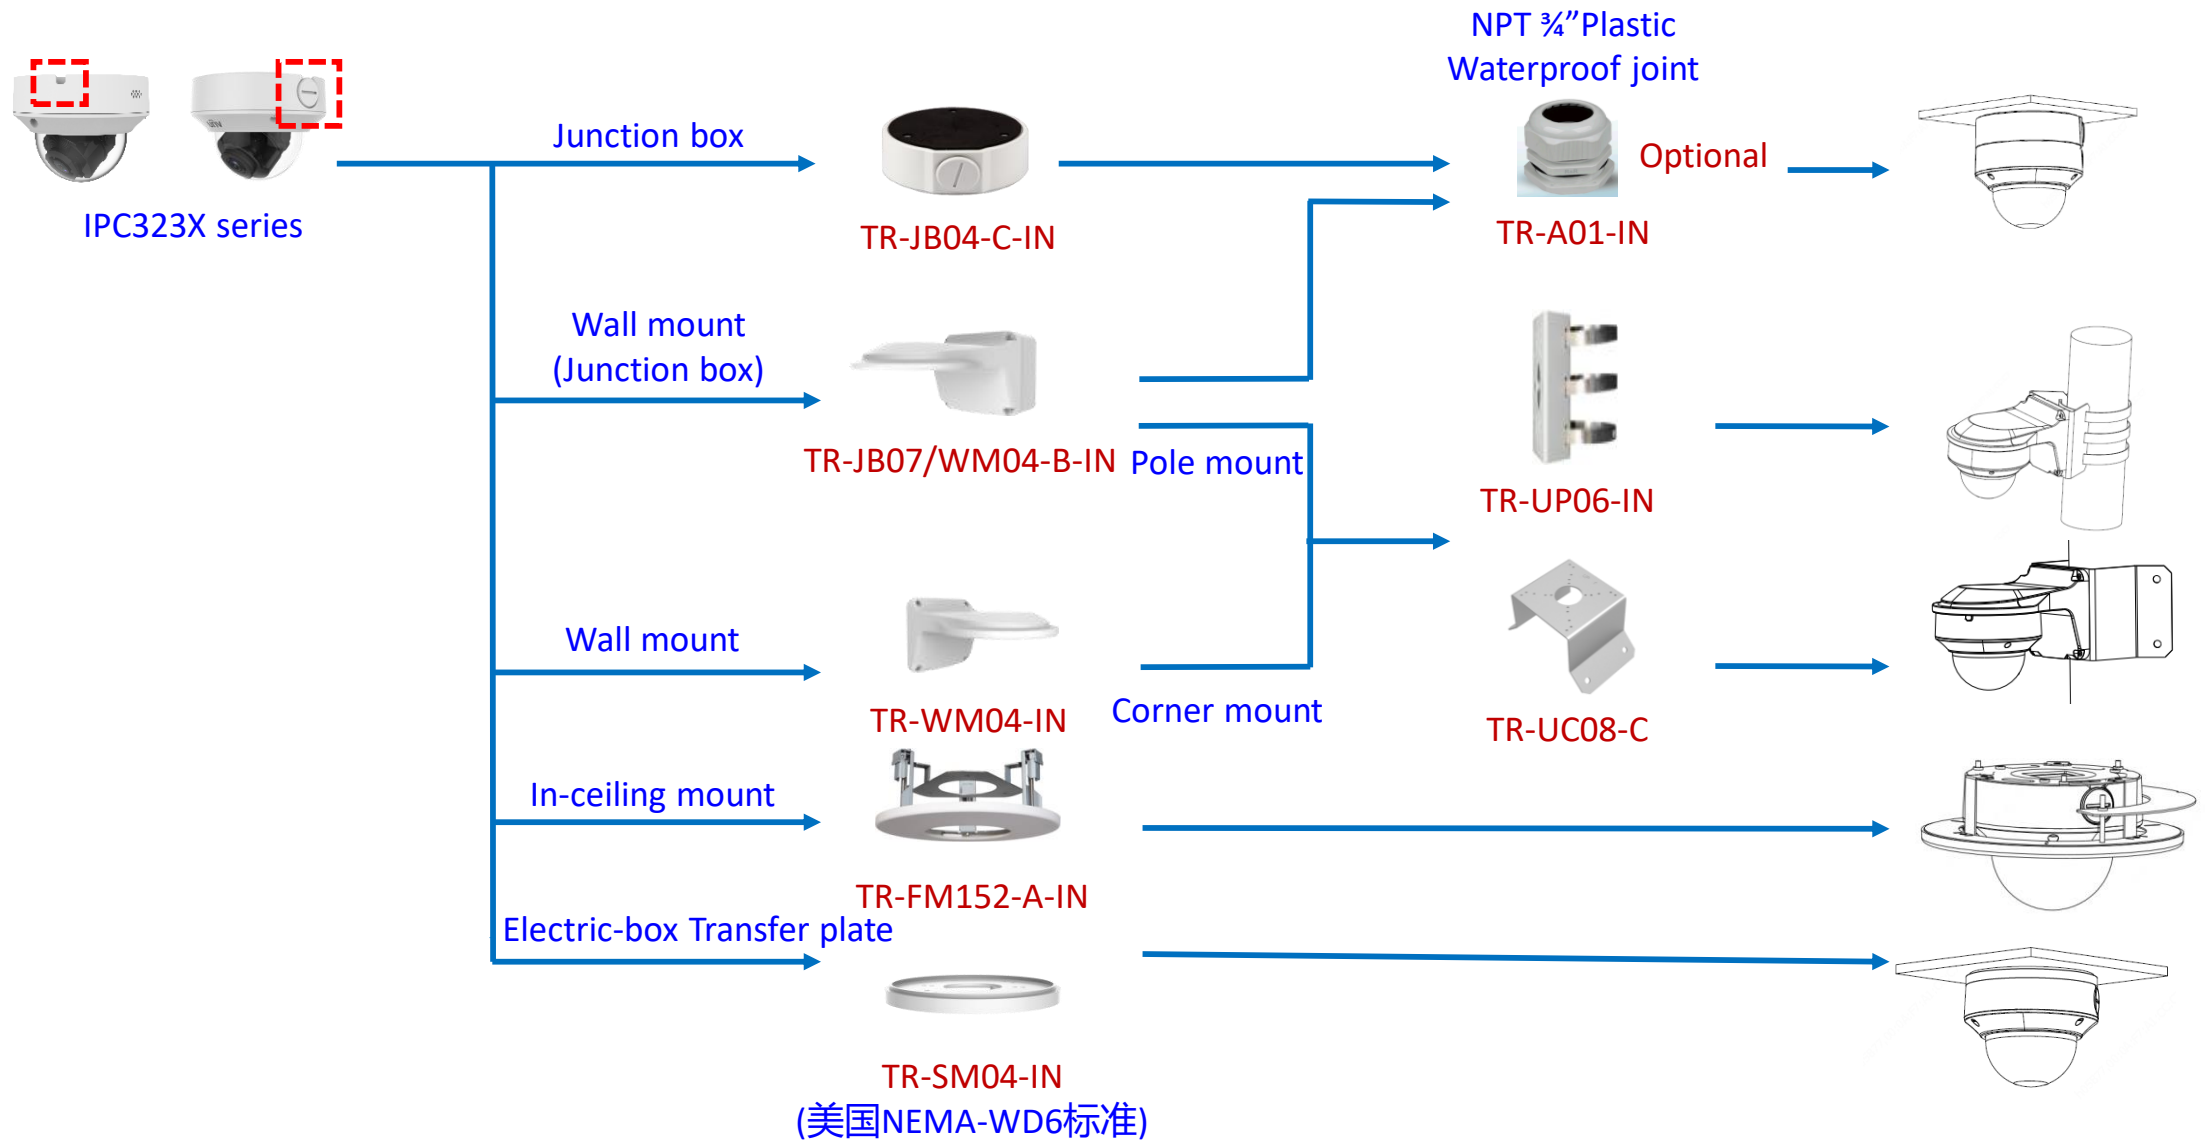 NPT ¾”Plastic
Waterproof joint
Junction box
Optional
IPC323X series
TR-JB04-C-IN
TR-A01-IN
Wall mount
(Junction box)
TR-JB07/WM04-B-IN
Pole mount
TR-UP06-IN
Wall mount
TR-WM04-IN
Corner mount
TR-UC08-C
In-ceiling mount
TR-FM152-A-IN
Electric-box Transfer plate
TR-SM04-IN
(美国NEMA-WD6标准)